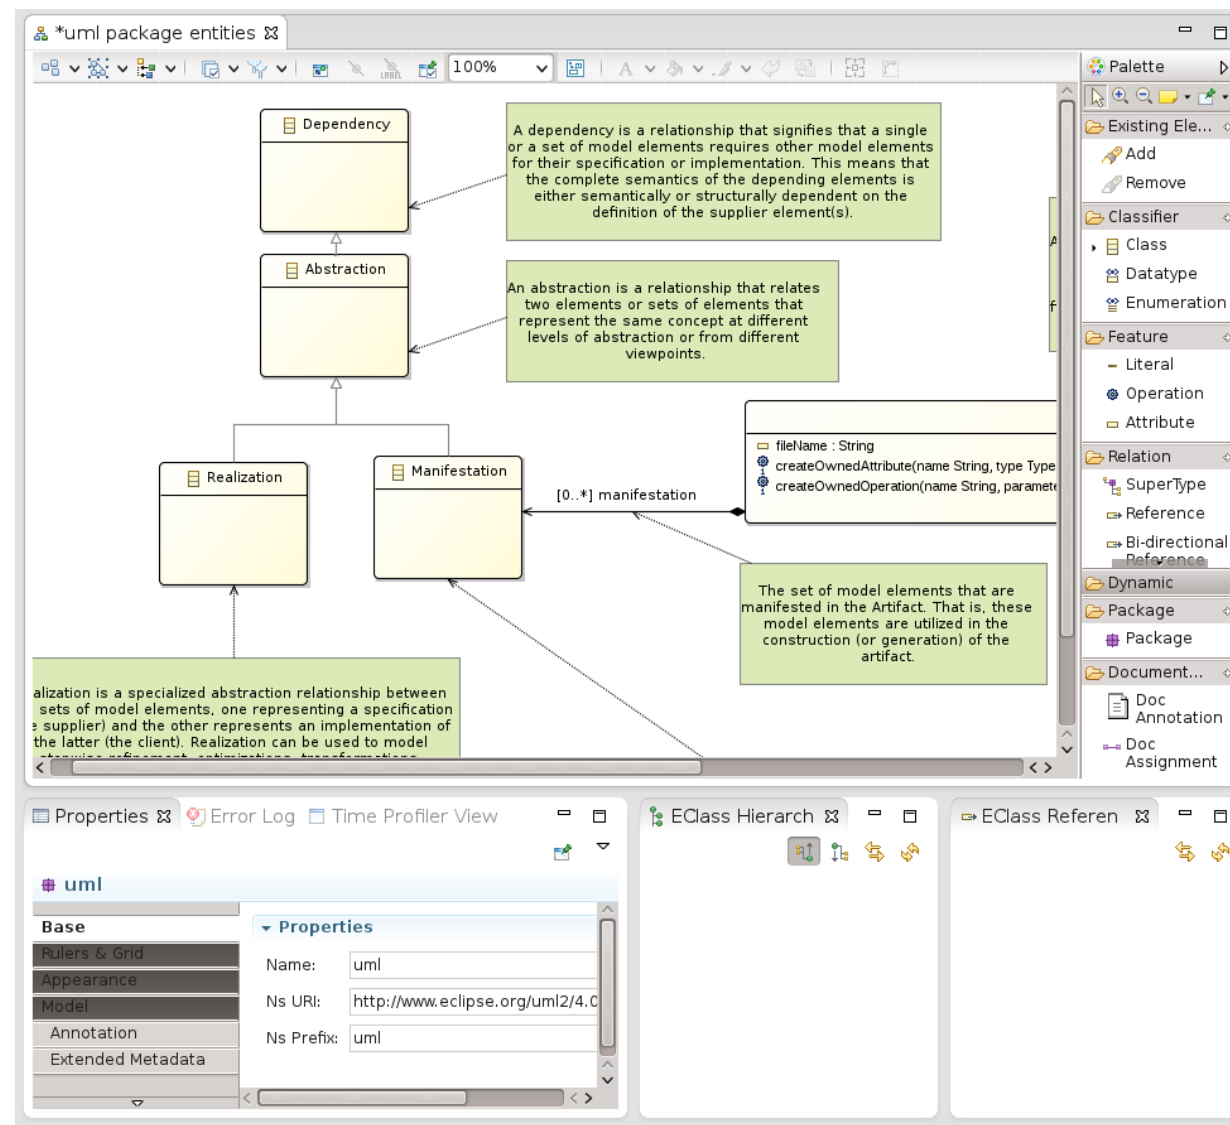 *uml package entities
100%
A
LABEL
Dependency
A dependency is a relationship that signifies that a single
or a set of model elements requires other model elements
for their specification or implementation. This means that
the complete semantics of the depending elements is
either semantically or structurally dependent on the
definition of the supplier element(s).
A
f
Abstraction
An abstraction is a relationship that relates
two elements or sets of elements that
represent the same concept at different
levels of abstraction or from different
viewpoints.
fileName : String
createOwnedAttribute(name String, type Type
createOwnedOperation(name String, paramete
Realization
Manifestation
[0..*] manifestation
The set of model elements that are
manifested in the Artifact. That is, these
model elements are utilized in the
construction (or generation) of the
artifact.
alization is a specialized abstraction relationship between
sets of model elements, one representing a specification
e supplier) and the other represents an implementation of
the latter (the client). Realization can be used to model
Palette
Existing Ele...
Add
Remove
Classifier
Class
Datatype
Enumeration
Feature
Literal
Operation
Attribute
Relation
SuperType
Reference
Bi-directional
Reference
Dynamic
Package
Package
Document...
Doc
Annotation
Doc
Assignment
Properties
Error Log
Time Profiler View
uml
Base
Rulers & Grid
Appearance
Model
Annotation
Extended Metadata
Properties
Name: uml
Ns URI: http://www.eclipse.org/uml2/4.0
Ns Prefix: uml
EClass Hierarch
EClass Referen